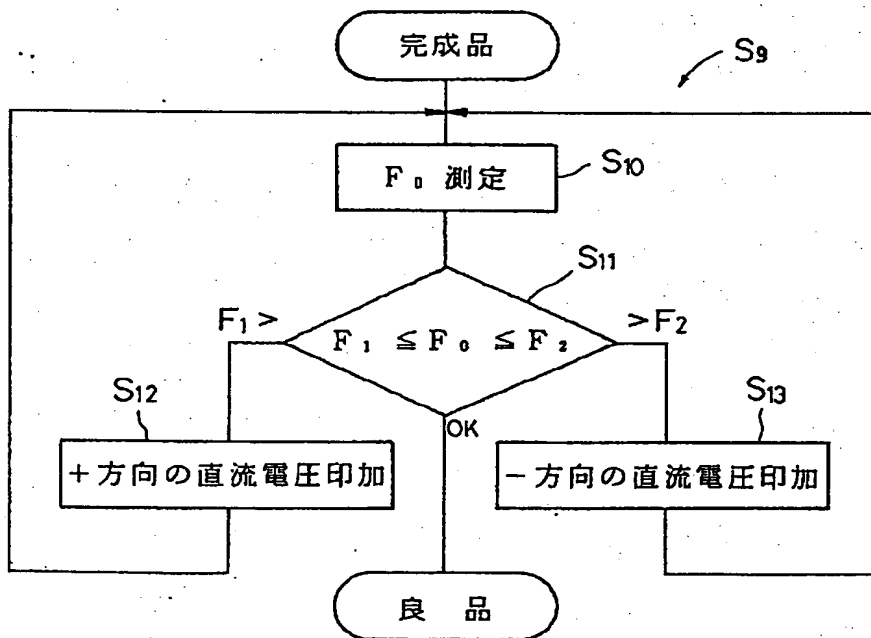 完成品
S9
F0 測定
S10
S11
F1 >
F1 ≦ F0 ≦ F2
> F2
S12
OK
S13
+方向の直流電圧印加
−方向の直流電圧印加
良 品